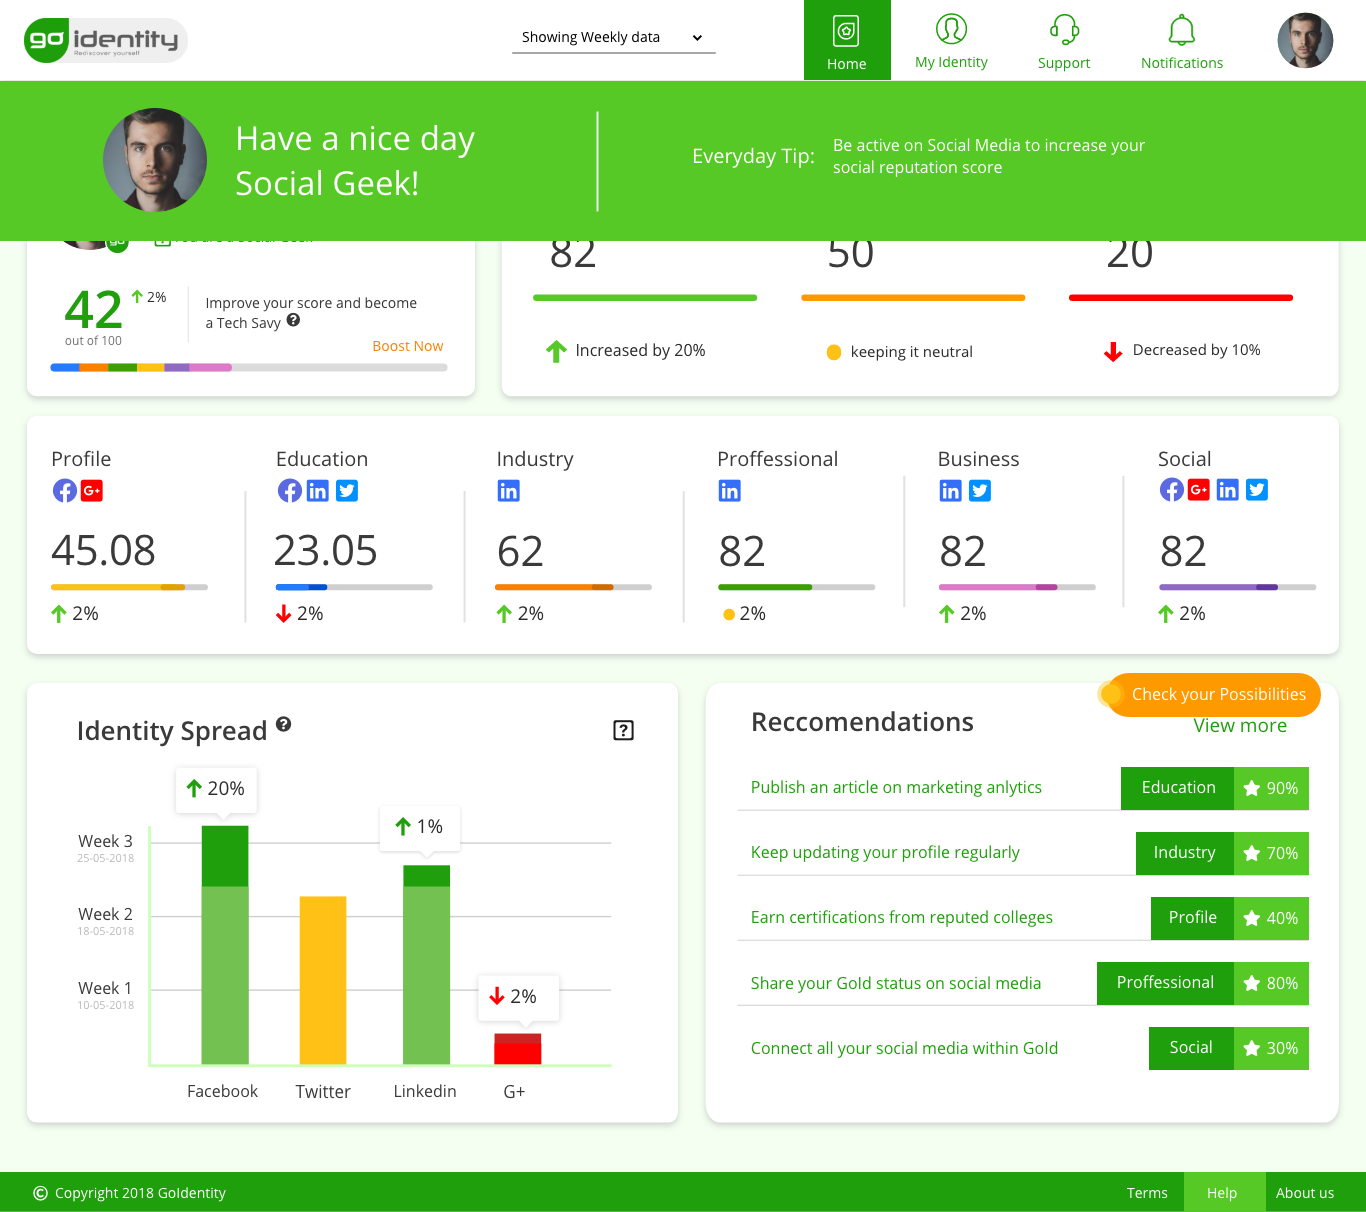 go identity
Rediscover yourself
Showing Weekly data
Home
My Identity
Support
Notifications
Have a nice day
Social Geek!
Everyday Tip:
Be active on Social Media to increase your
social reputation score
82
50
20
42
2%
out of 100
Improve your score and become
a Tech Savy
Boost Now
Increased by 20%
keeping it neutral
Decreased by 10%
Profile
Education
Industry
Proffessional
Business
Social
45.08
23.05
62
82
82
82
2%
2%
2%
2%
2%
2%
Identity Spread
20%
1%
2%
Week 3
25-05-2018
Week 2
18-05-2018
Week 1
10-05-2018
Facebook
Twitter
Linkedin
G+
Check your Possibilities
Reccomendations
View more
Publish an article on marketing anlytics
Education
90%
Keep updating your profile regularly
Industry
70%
Earn certifications from reputed colleges
Profile
40%
Share your GoId status on social media
Proffessional
80%
Connect all your social media within GoId
Social
30%
© Copyright 2018 GoIdentity
Terms
Help
About us